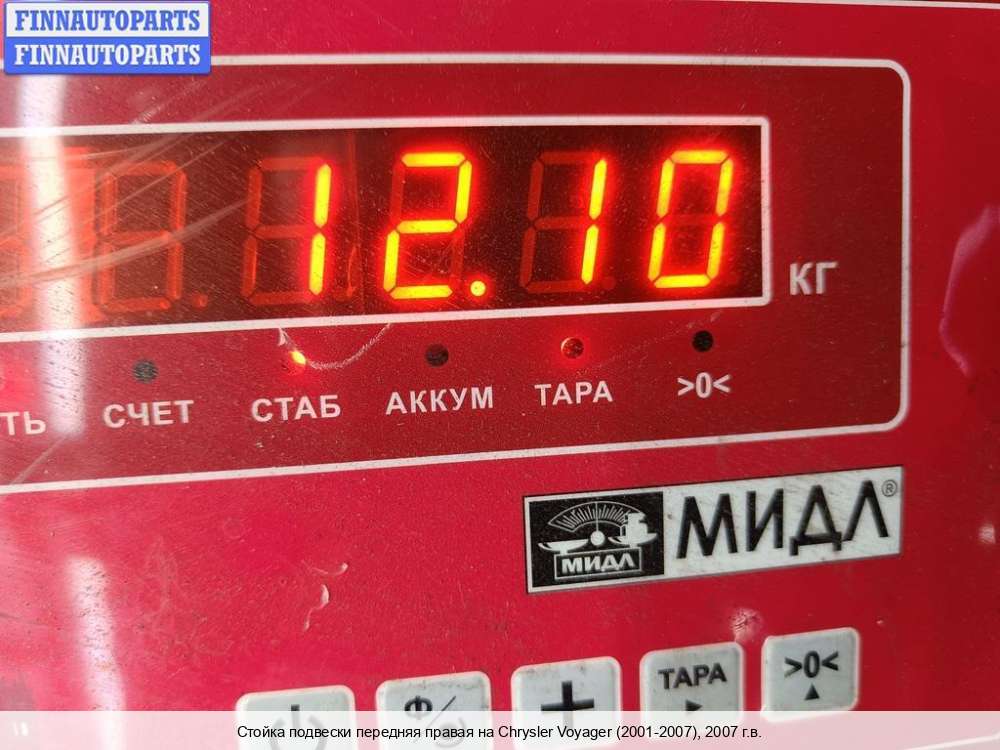 FINNAUTOPARTS
FINNAUTOPARTS
12.10
КГ
ТЬ СЧЕТ СТАБ АККУМ ТАРА >0<
МИДЛ МИДЛ®
Ф/ + ТАРА >0<
Стойка подвески передняя правая на Chrysler Voyager (2001-2007), 2007 г.в.